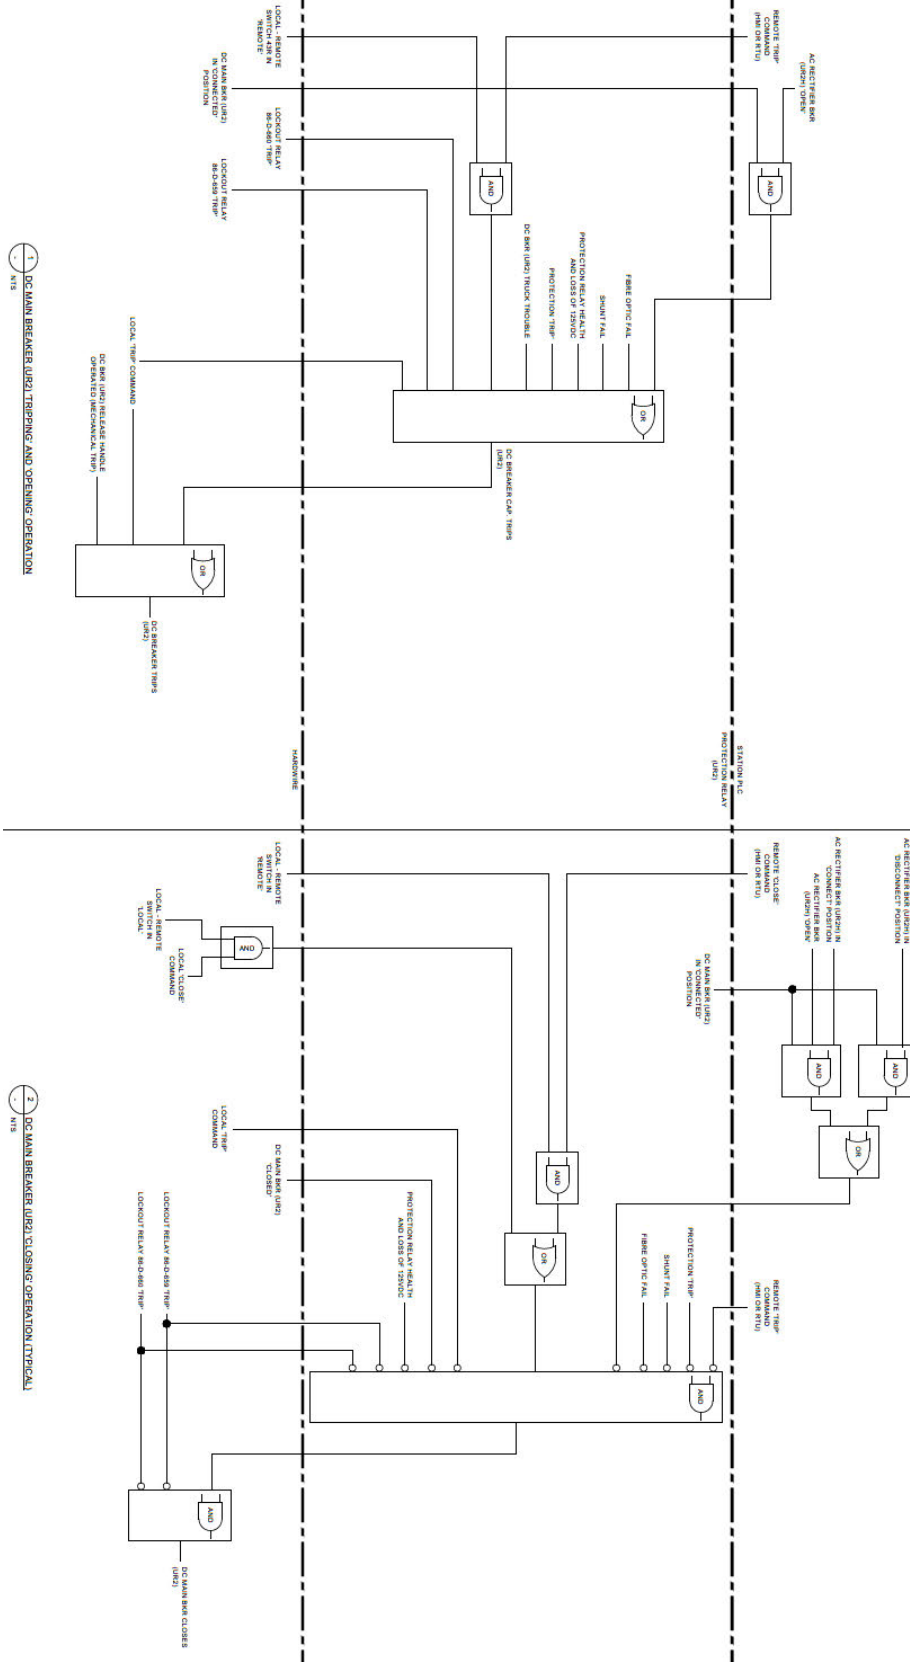 REMOTE 'TRIP'
COMMAND
(HMI OR RTU)
AC RECTIFIER BKR
(UR2H) 'OPEN'
LOCAL - REMOTE
SWITCH 43R IN
'REMOTE'
DC MAIN BKR (UR2)
IN 'CONNECTED'
POSITION
LOCKOUT RELAY
86-D-660 'TRIP'
LOCKOUT RELAY
86-D-659 'TRIP'
AND
AND
FIBRE OPTIC FAIL
SHUNT FAIL
PROTECTION RELAY HEALTH
AND LOSS OF 125VDC
PROTECTION 'TRIP'
DC BKR (UR2) TRUCK TROUBLE
LOCAL 'TRIP' COMMAND
DC BKR (UR2) RELEASE HANDLE
OPERATED (MECHANICAL TRIP)
OR
DC BREAKER CAP. TRIPS
(UR2)
OR
DC BREAKER TRIPS
(UR2)
1
-
DC MAIN BREAKER (UR2) 'TRIPPING' AND 'OPENING' OPERATION
NTS
STATION PLC
PROTECTION RELAY
(UR2)
HARDWIRE
AC RECTIFIER BKR (UR2H) IN
'DISCONNECT' POSITION
AC RECTIFIER BKR (UR2H) IN
'CONNECT' POSITION
AC RECTIFIER BKR
(UR2H) 'OPEN'
REMOTE 'CLOSE'
COMMAND
(HMI OR RTU)
DC MAIN BKR (UR2)
IN 'CONNECTED'
POSITION
LOCAL - REMOTE
SWITCH IN
'REMOTE'
LOCAL - REMOTE
SWITCH IN
'LOCAL'
LOCAL 'CLOSE'
COMMAND
AND
AND
AND
OR
LOCAL 'TRIP'
COMMAND
DC MAIN BKR (UR2)
'CLOSED'
PROTECTION RELAY HEALTH
AND LOSS OF 125VDC
LOCKOUT RELAY 86-D-659 'TRIP'
LOCKOUT RELAY 86-D-660 'TRIP'
AND
OR
REMOTE 'TRIP'
COMMAND
(HMI OR RTU)
PROTECTION 'TRIP'
SHUNT FAIL
FIBRE OPTIC FAIL
AND
AND
DC MAIN BKR CLOSES
(UR2)
2
-
DC MAIN BREAKER (UR2) 'CLOSING' OPERATION (TYPICAL)
NTS